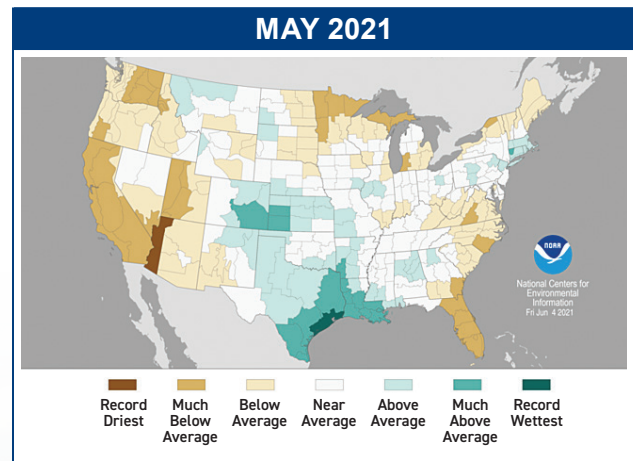 MAY 2021
NOAA
National Centers for
Environmental
Information
Fri Jun 4 2021
Record
Driest
Much
Below
Average
Below
Average
Near
Average
Above
Average
Much
Above
Average
Record
Wettest